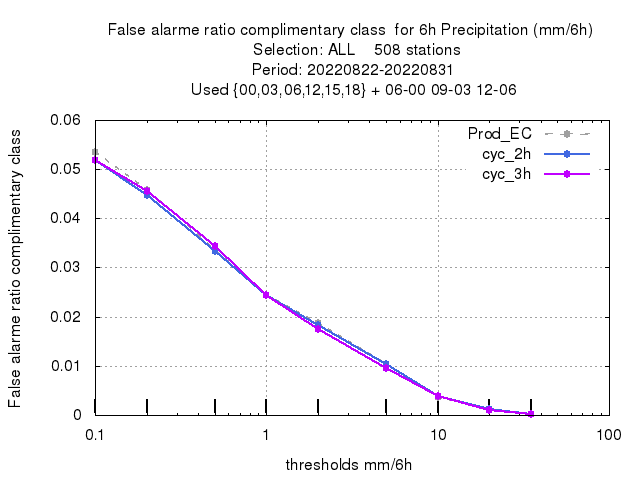 False alarme ratio complimentary class  for 6h Precipitation (mm/6h)
Selection: ALL    508 stations
Period: 20220822-20220831
Used {00,03,06,12,15,18} + 06-00 09-03 12-06
False alarme ratio complimentary class
0.06
0.05
0.04
0.03
0.02
0.01
0
Prod_EC
cyc_2h
cyc_3h
0.1 1 10 100
thresholds mm/6h